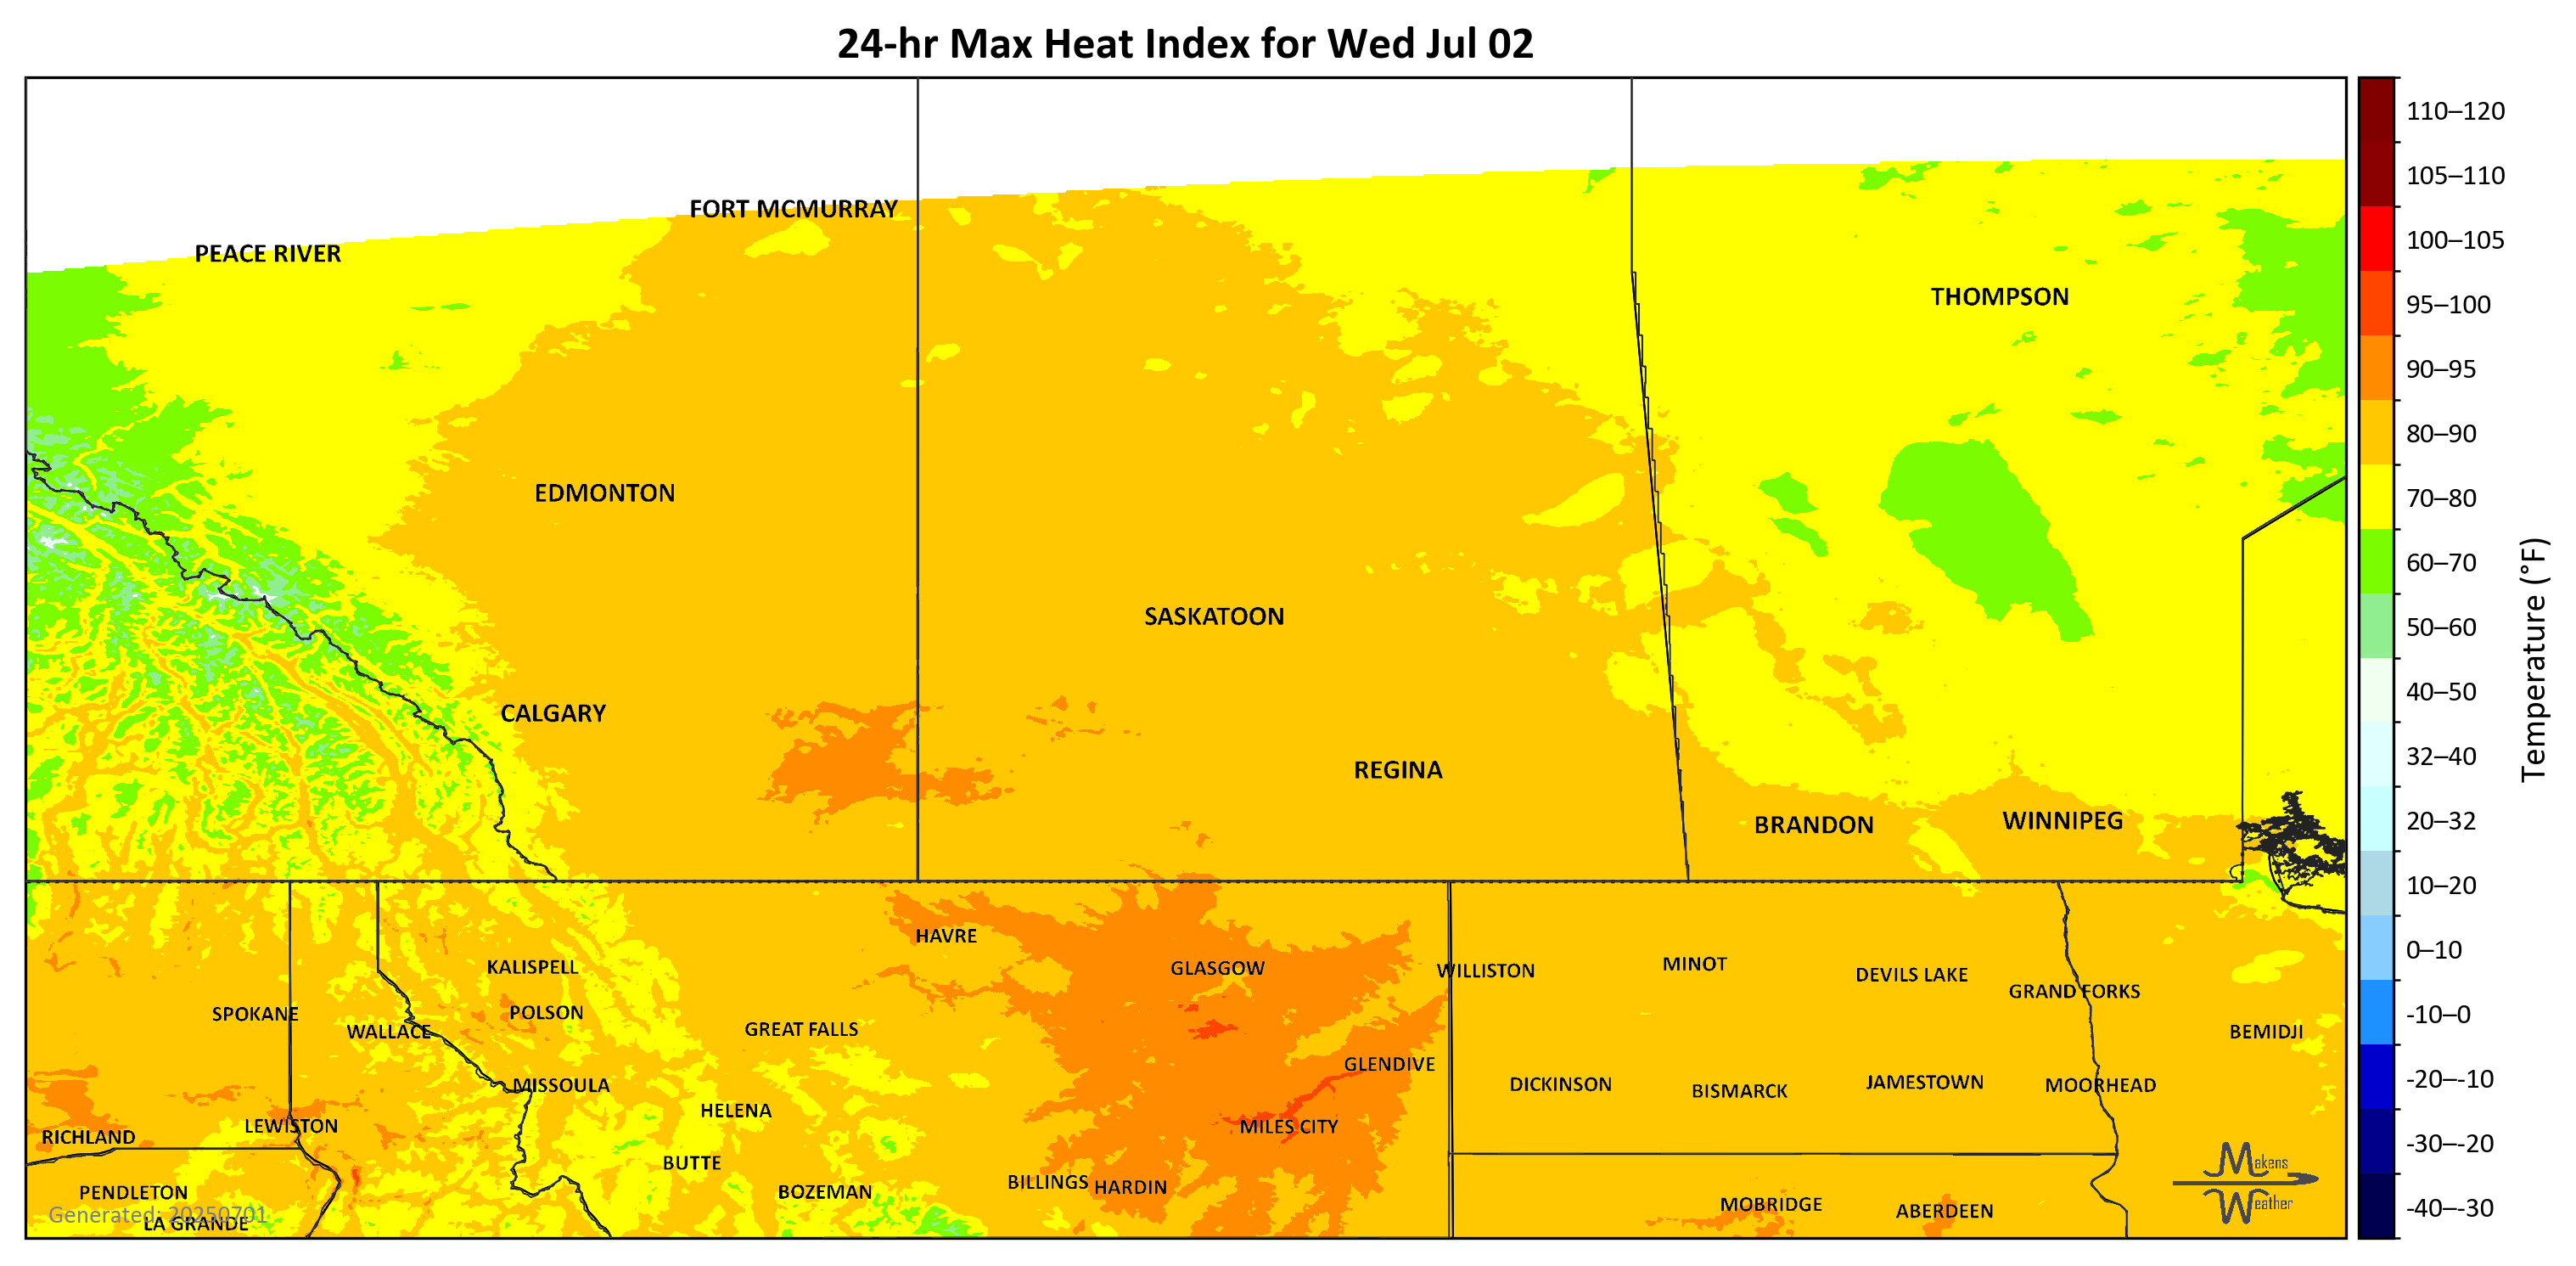 24-hr Max Heat Index for Wed Jul 02
110–120
105–110
100–105
95–100
90–95
80–90
70–80
60–70
50–60
40–50
32–40
20–32
10–20
0–10
-10–0
-20–-10
-30–-20
-40–-30
Temperature (°F)
FORT MCMURRAY
PEACE RIVER
THOMPSON
EDMONTON
SASKATOON
CALGARY
REGINA
BRANDON
WINNIPEG
HAVRE
KALISPELL
GLASGOW
WILLISTON
MINOT
DEVILS LAKE
GRAND FORKS
SPOKANE
POLSON
WALLACE
GREAT FALLS
BEMIDJI
GLENDIVE
MISSOULA
DICKINSON
BISMARCK
JAMESTOWN
MOORHEAD
HELENA
LEWISTON
MILES CITY
RICHLAND
BUTTE
BILLINGS
HARDIN
PENDLETON
BOZEMAN
MOBRIDGE
ABERDEEN
LA GRANDE
Generated: 20250701
Makens
Weather